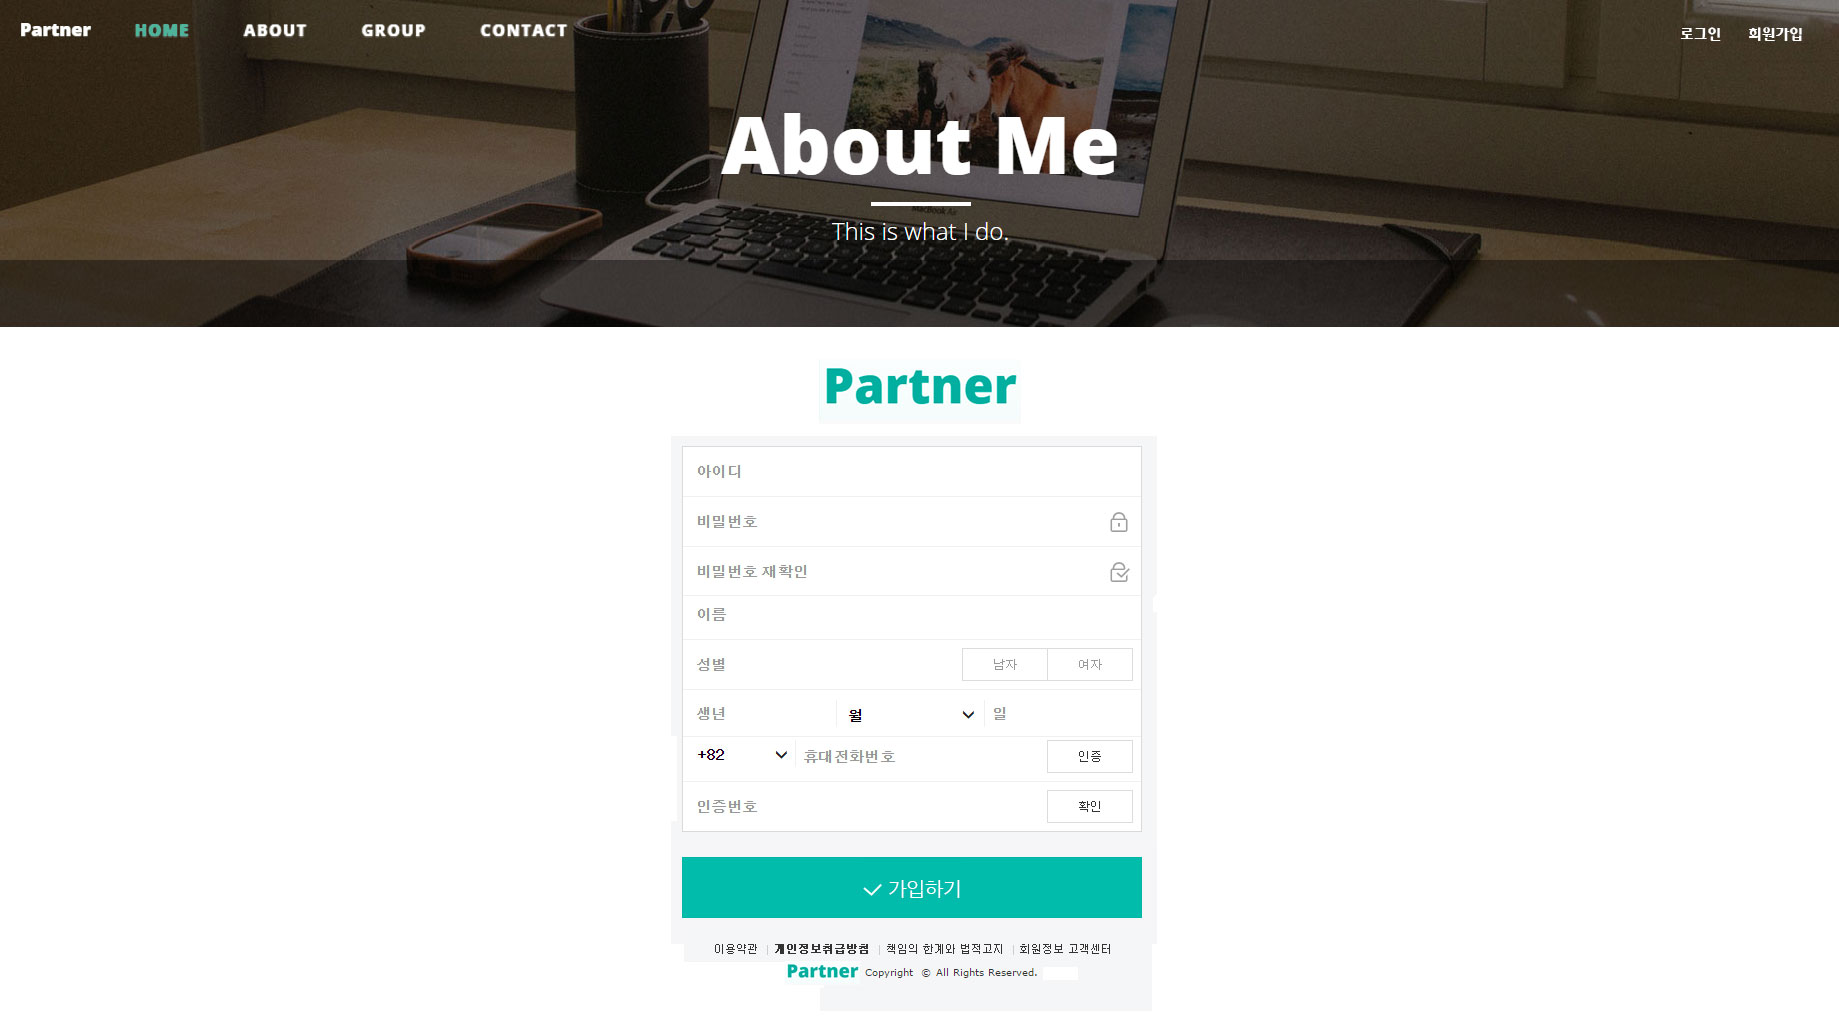 Partner HOME ABOUT GROUP CONTACT 로그인 회원가입
About Me
MacBook Air
This is what I do.
Partner
아이디
비밀번호
비밀번호 재확인
이름
성별 남자 여자
생년 월 일
+82 휴대전화번호 인증
인증번호 확인
가입하기
이용약관 | 개인정보취급방침 | 책임의 한계와 법적고지 | 회원정보 고객센터
Partner Copyright © All Rights Reserved.